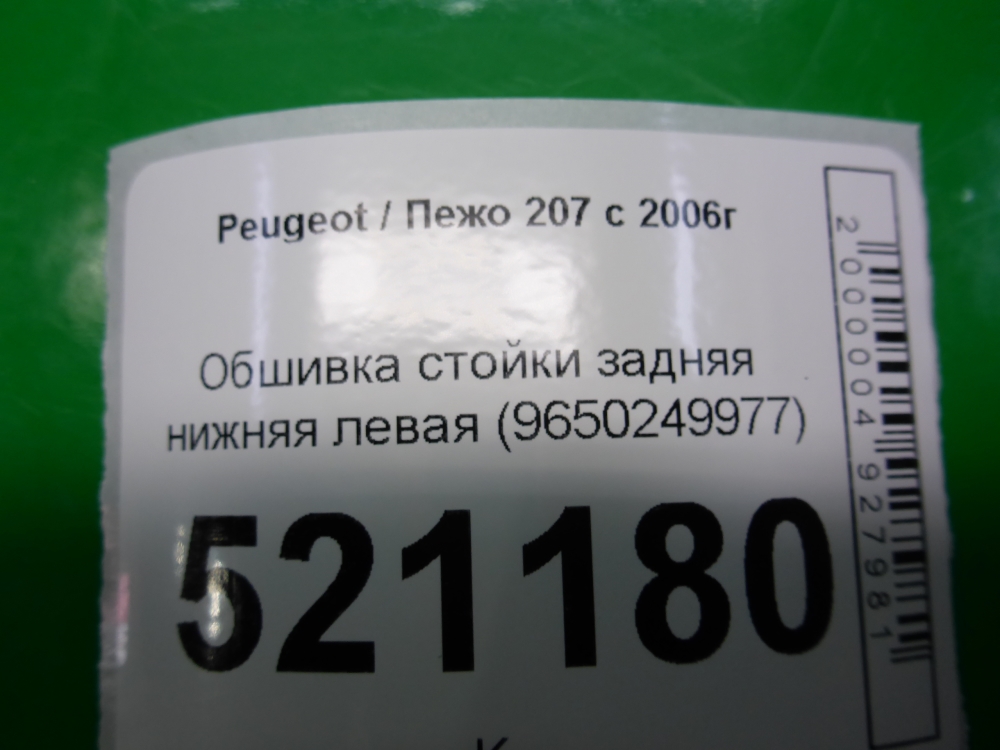 Peugeot / Пежо 207 с 2006г
Обшивка стойки задняя
нижняя левая (9650249977)
521180
2000004927981